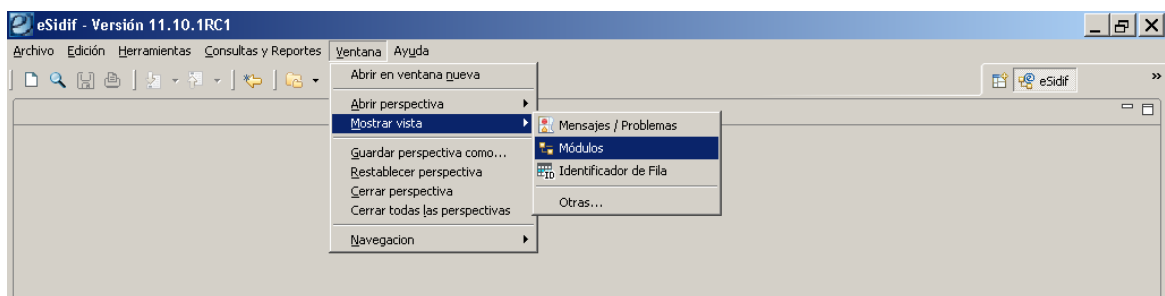 eSidif - Versión 11.10.1RC1
Archivo Edición Herramientas Consultas y Reportes Ventana Ayuda
eSidif »
Abrir en ventana nueva
Abrir perspectiva
Mostrar vista
Guardar perspectiva como...
Restablecer perspectiva
Cerrar perspectiva
Cerrar todas las perspectivas
Navegacion
Mensajes / Problemas
Módulos
ID Identificador de Fila
Otras...